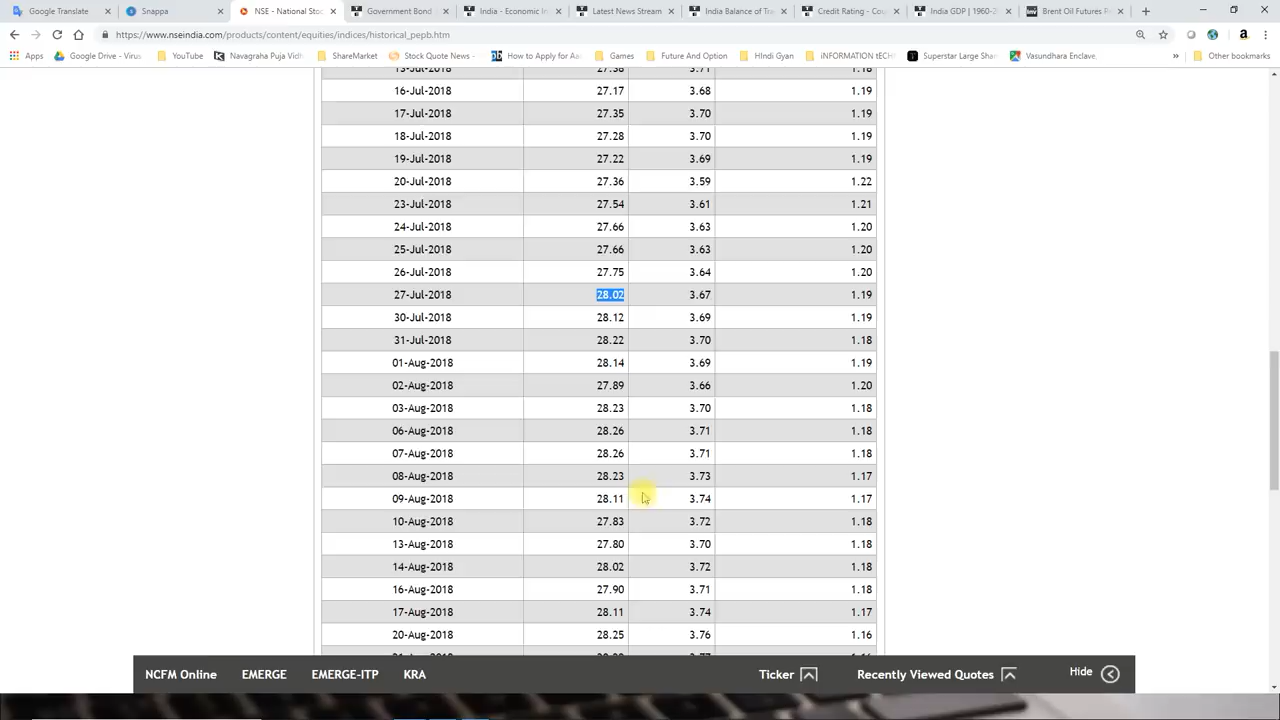 Google Translate
Snappa
NSE - National Stoc
Government Bond
India - Economic In
Latest News Stream
India Balance of Tra
Credit Rating - Cou
India GDP | 1960-2
Brent Oil Futures
https://www.nseindia.com/products/content/equities/indices/historical_pepb.htm
Apps
Google Drive - Virus
YouTube
Navagraha Puja Vidh
ShareMarket
Stock Quote News -
How to Apply for Aa
Games
Future And Option
HIndi Gyan
iNFORMATION tECH
Superstar Large Shar
Vasundhara Enclave,
Other bookmarks
13-Jul-2018 27.38 3.71 1.18
16-Jul-2018 27.17 3.68 1.19
17-Jul-2018 27.35 3.70 1.19
18-Jul-2018 27.28 3.70 1.19
19-Jul-2018 27.22 3.69 1.19
20-Jul-2018 27.36 3.59 1.22
23-Jul-2018 27.54 3.61 1.21
24-Jul-2018 27.66 3.63 1.20
25-Jul-2018 27.66 3.63 1.20
26-Jul-2018 27.75 3.64 1.20
27-Jul-2018 28.02 3.67 1.19
30-Jul-2018 28.12 3.69 1.19
31-Jul-2018 28.22 3.70 1.18
01-Aug-2018 28.14 3.69 1.19
02-Aug-2018 27.89 3.66 1.20
03-Aug-2018 28.23 3.70 1.18
06-Aug-2018 28.26 3.71 1.18
07-Aug-2018 28.26 3.71 1.18
08-Aug-2018 28.23 3.73 1.17
09-Aug-2018 28.11 3.74 1.17
10-Aug-2018 27.83 3.72 1.18
13-Aug-2018 27.80 3.70 1.18
14-Aug-2018 28.02 3.72 1.18
16-Aug-2018 27.90 3.71 1.18
17-Aug-2018 28.11 3.74 1.17
20-Aug-2018 28.25 3.76 1.16
NCFM Online
EMERGE
EMERGE-ITP
KRA
Ticker
Recently Viewed Quotes
Hide